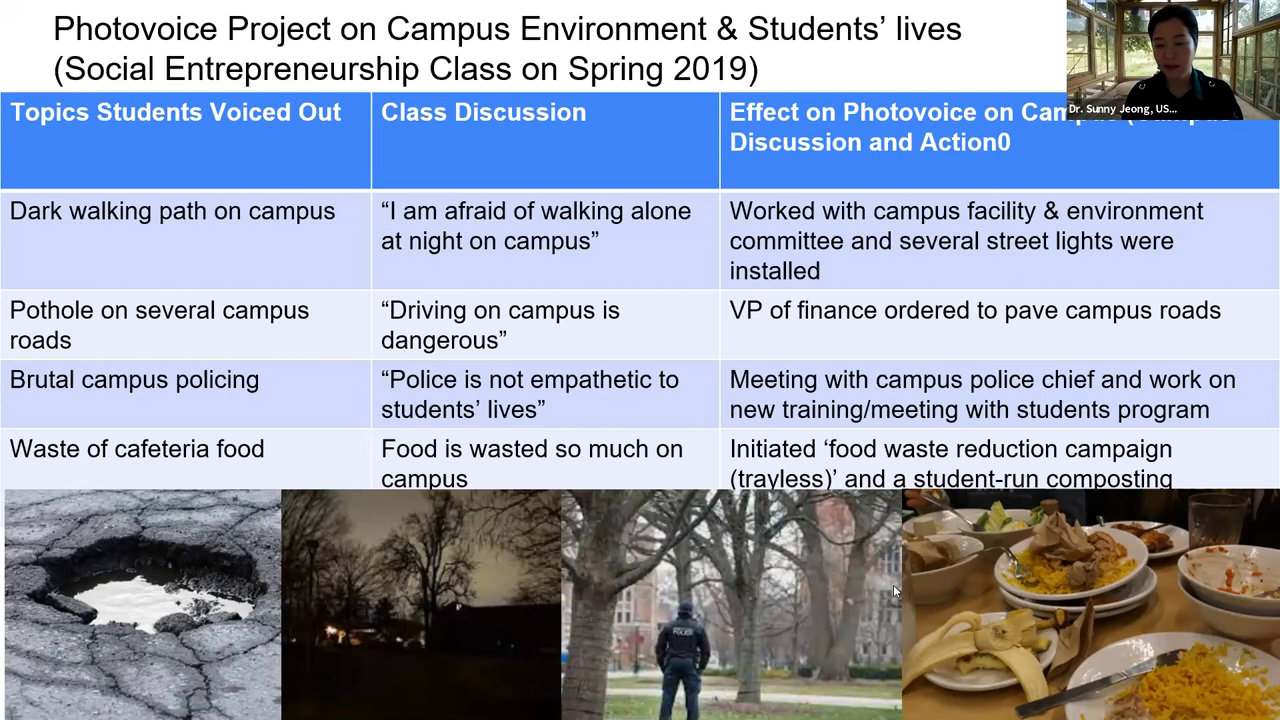 Photovoice Project on Campus Environment & Students’ lives
(Social Entrepreneurship Class on Spring 2019)
Dr. Sunny Jeong, US...
Topics Students Voiced Out
Class Discussion
Effect on Photovoice on
Discussion and Action0
Dark walking path on campus
“I am afraid of walking alone
at night on campus”
Worked with campus facility & environment
committee and several street lights were
installed
Pothole on several campus
roads
“Driving on campus is
dangerous”
VP of finance ordered to pave campus roads
Brutal campus policing
“Police is not empathetic to
students’ lives”
Meeting with campus police chief and work on
new training/meeting with students program
Waste of cafeteria food
Food is wasted so much on
campus
Initiated ‘food waste reduction campaign
(trayless)’ and a student-run composting
POLICE